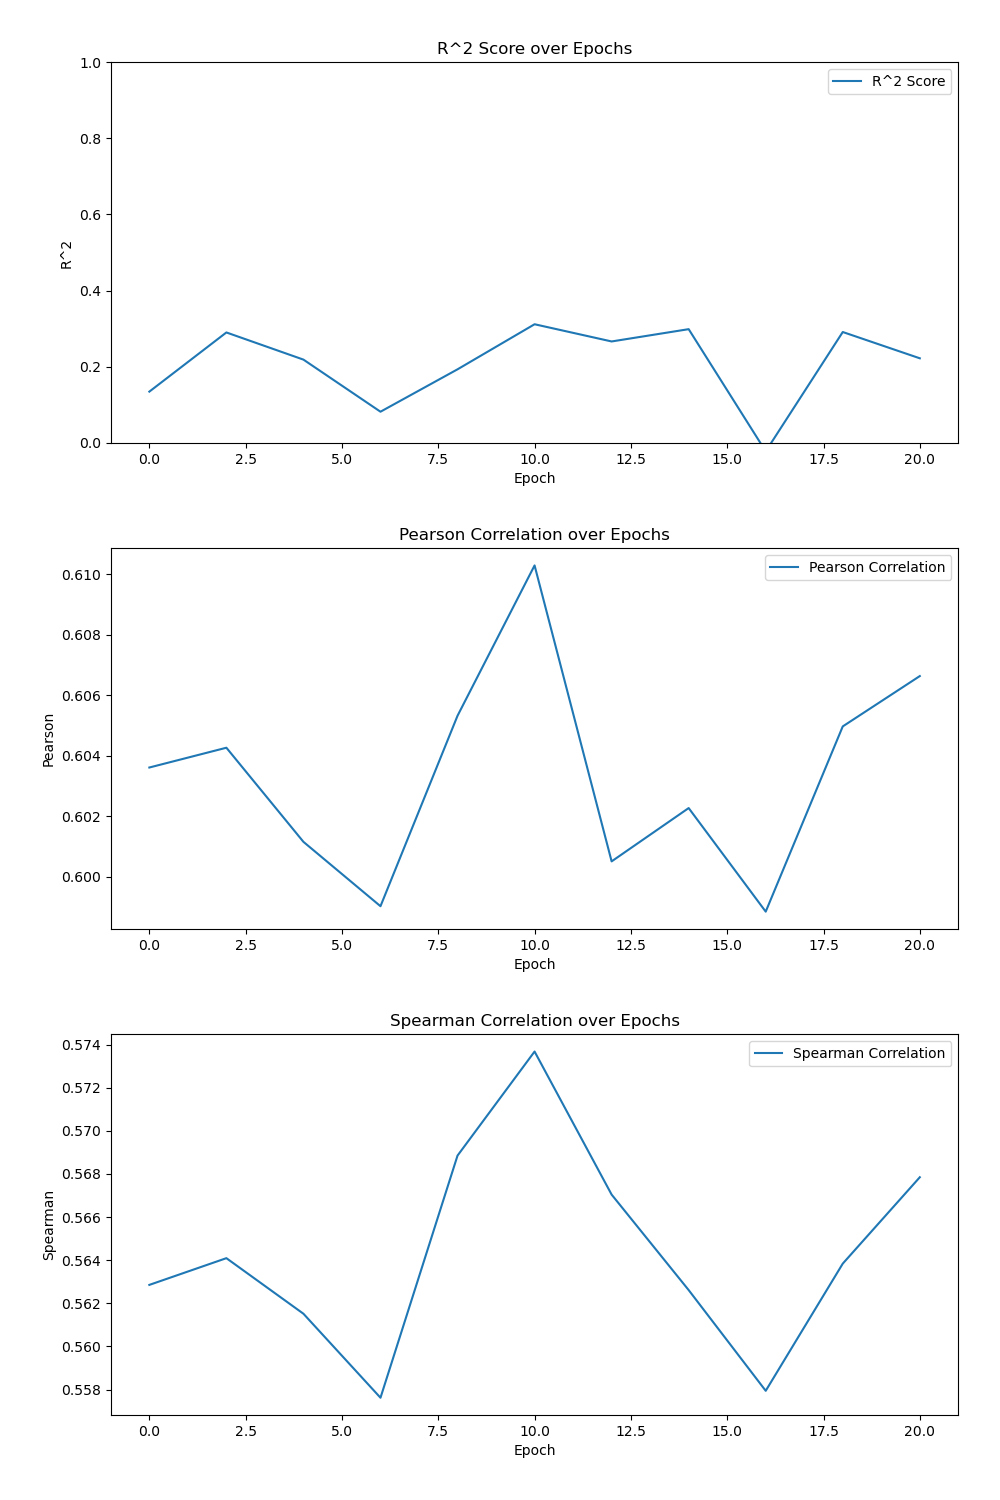 R^2 Score over Epochs
1.0
R^2 Score
0.8
0.6
R^2
0.4
0.2
0.0
0.0 2.5 5.0 7.5 10.0 12.5 15.0 17.5 20.0
Epoch
Pearson Correlation over Epochs
Pearson Correlation
0.610
0.608
0.606
Pearson
0.604
0.602
0.600
0.0 2.5 5.0 7.5 10.0 12.5 15.0 17.5 20.0
Epoch
Spearman Correlation over Epochs
0.574
Spearman Correlation
0.572
0.570
0.568
Spearman
0.566
0.564
0.562
0.560
0.558
0.0 2.5 5.0 7.5 10.0 12.5 15.0 17.5 20.0
Epoch